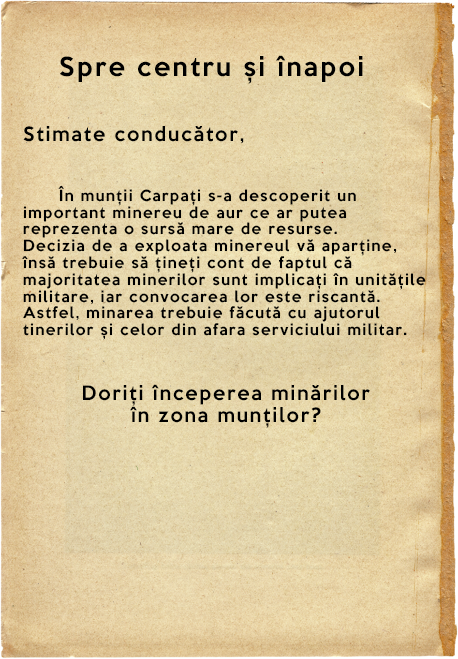 Spre centru și înapoi
Stimate conducător,
În munții Carpați s-a descoperit un
important minereu de aur ce ar putea
reprezenta o sursă mare de resurse.
Decizia de a exploata minereul vă aparține,
însă trebuie să țineți cont de faptul că
majoritatea minerilor sunt implicați în unitățile
militare, iar convocarea lor este riscantă.
Astfel, minarea trebuie făcută cu ajutorul
tinerilor și celor din afara serviciului militar.
Doriți începerea minărilor
în zona munților?